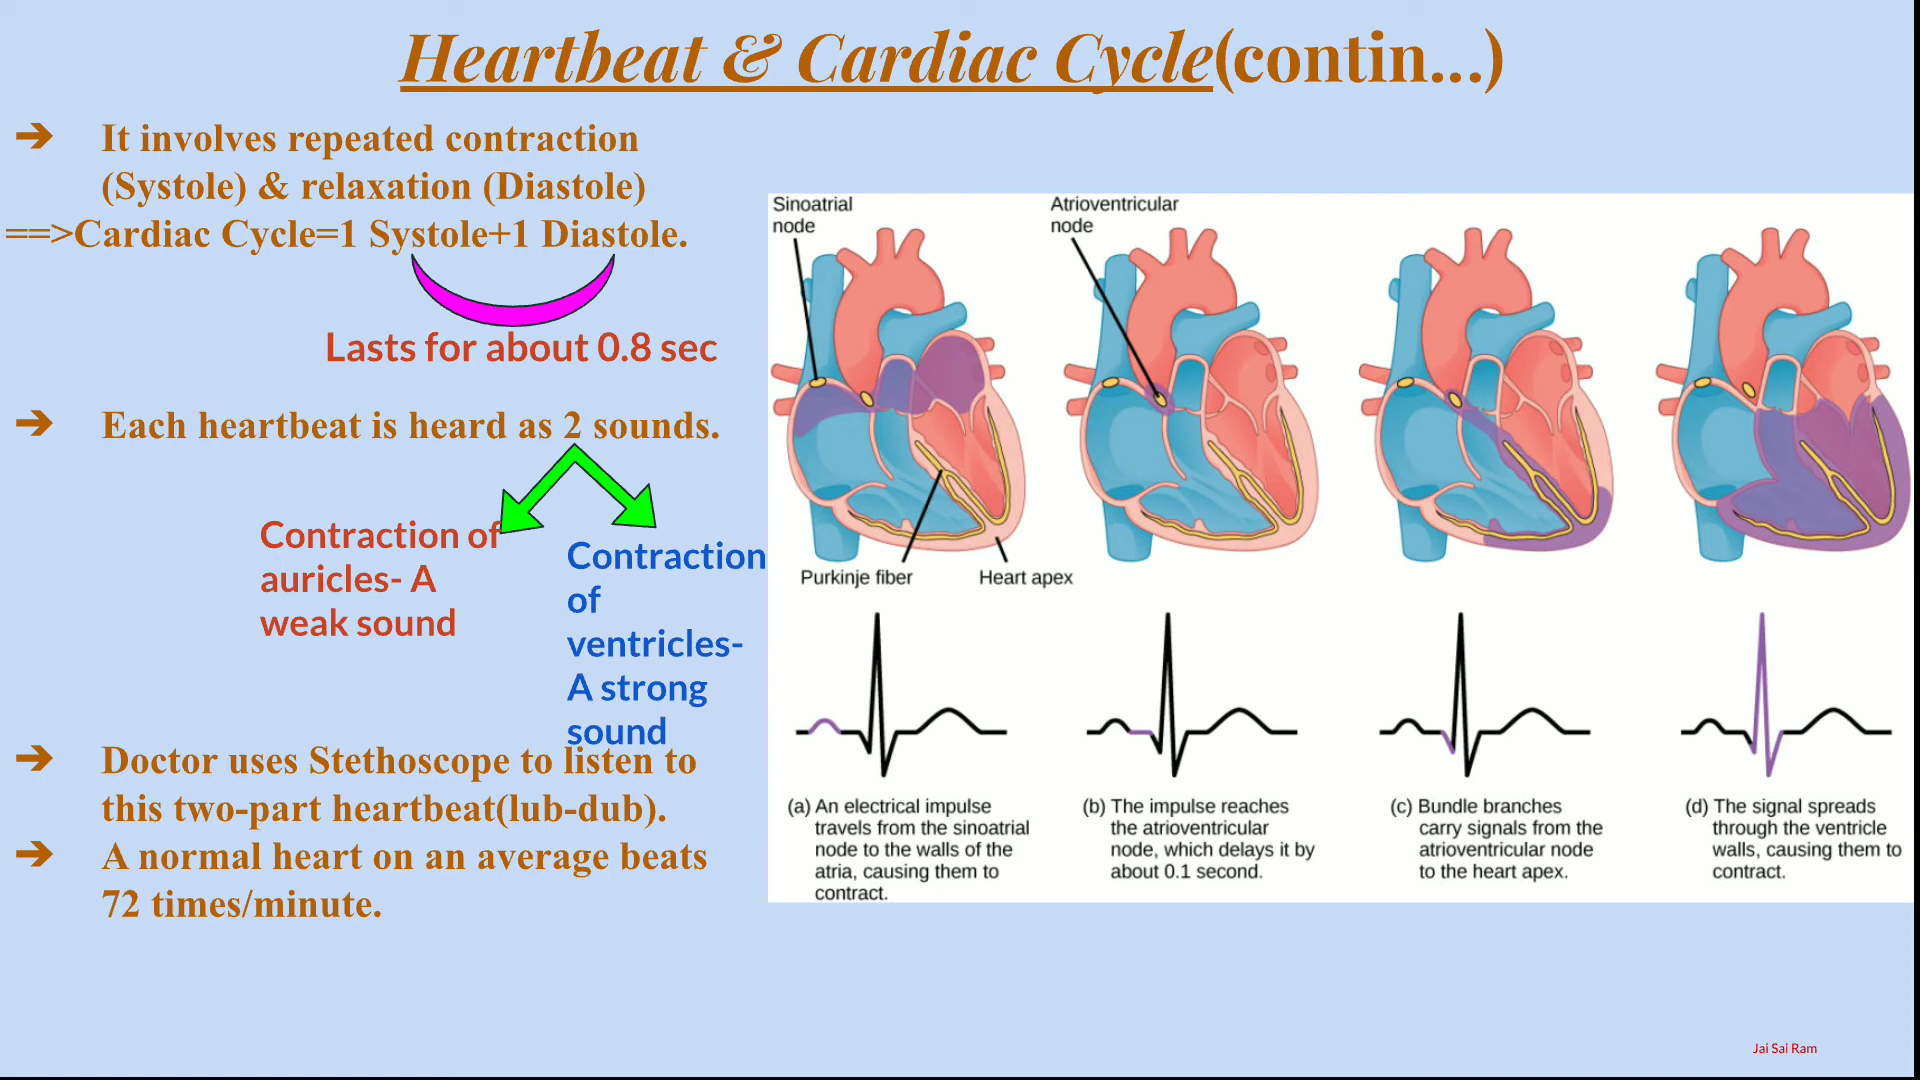 Heartbeat & Cardiac Cycle(contin...)
➔ It involves repeated contraction
(Systole) & relaxation (Diastole)
==>Cardiac Cycle=1 Systole+1 Diastole.
Lasts for about 0.8 sec
➔ Each heartbeat is heard as 2 sounds.
Contraction of
auricles- A
weak sound
Contraction
of
ventricles-
A strong
sound
➔ Doctor uses Stethoscope to listen to
this two-part heartbeat(lub-dub).
➔ A normal heart on an average beats
72 times/minute.
Sinoatrial
node
Atrioventricular
node
Purkinje fiber
Heart apex
(a) An electrical impulse
travels from the sinoatrial
node to the walls of the
atria, causing them to
contract.
(b) The impulse reaches
the atrioventricular
node, which delays it by
about 0.1 second.
(c) Bundle branches
carry signals from the
atrioventricular node
to the heart apex.
(d) The signal spreads
through the ventricle
walls, causing them to
contract.
Jai Sai Ram